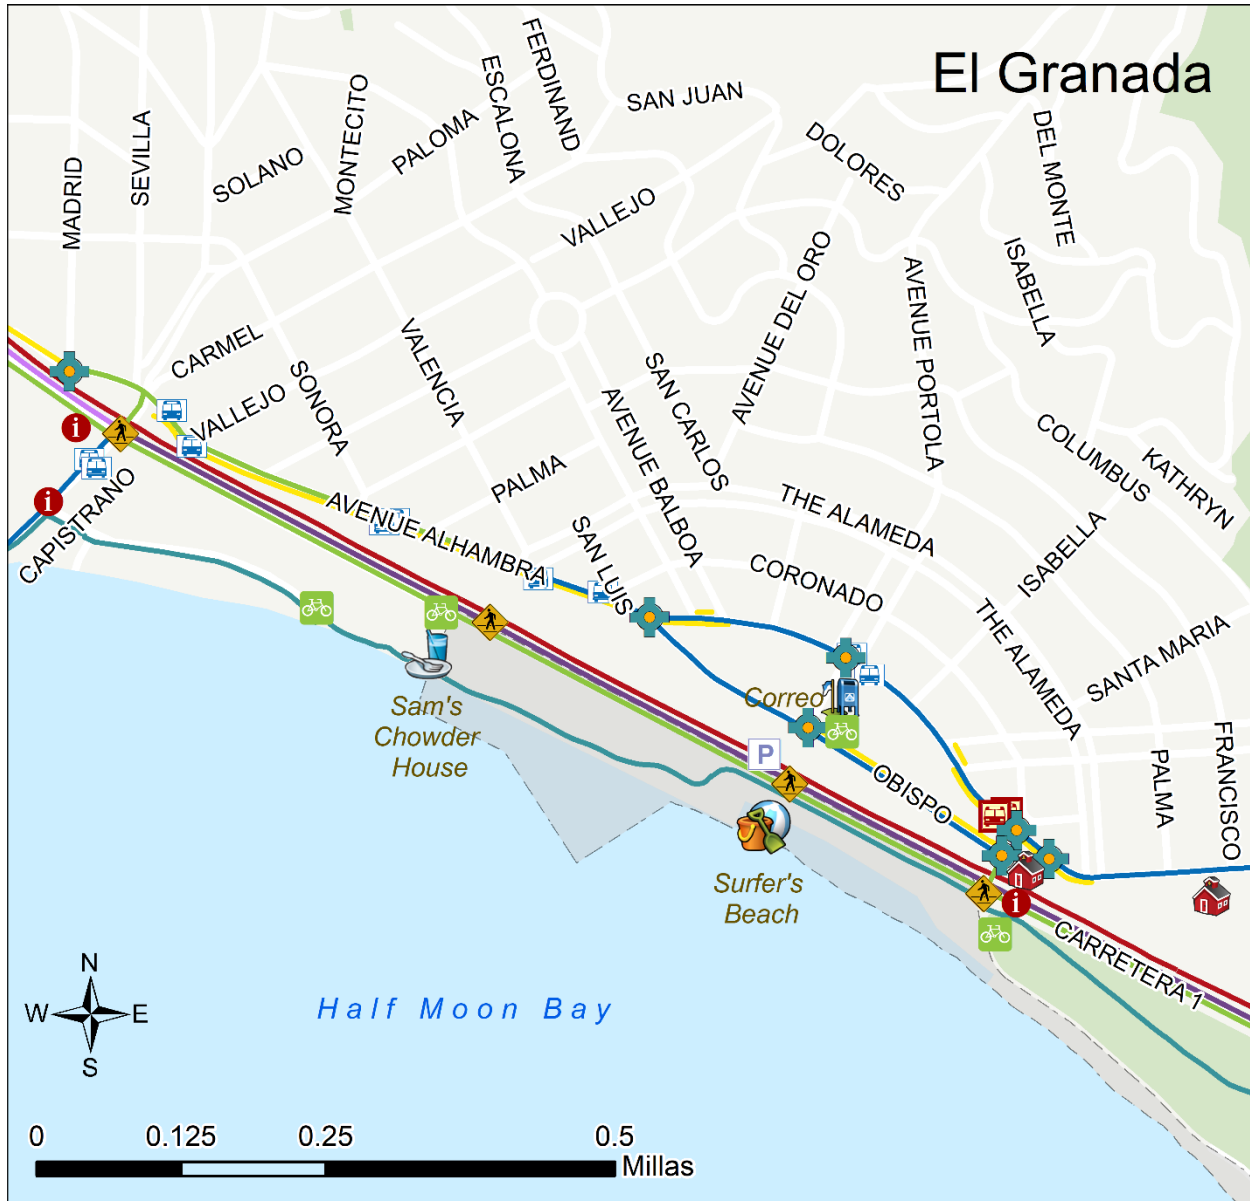 El Granada
FERDINAND
ESCALONA
SAN JUAN
MONTECITO
PALOMA
SEVILLA
DEL MONTE
DOLORES
MADRID
SOLANO
VALLEJO
AVENUE DEL ORO
ISABELLA
AVENUE PORTOLA
CARMEL
VALENCIA
SONORA
VALLEJO
SAN CARLOS
AVENUE BALBOA
COLUMBUS
KATHRYN
PALMA
THE ALAMEDA
CAPISTRANO
AVENUE ALHAMBRA
SAN LUIS
ISABELLA
CORONADO
THE ALAMEDA
SANTA MARIA
Correo
Sam's
Chowder
House
P
OBISPO
PALMA
FRANCISCO
Surfer's
Beach
CARRETERA 1
i
i
i
N
W
E
S
Half Moon Bay
0
0.125
0.25
0.5
Millas